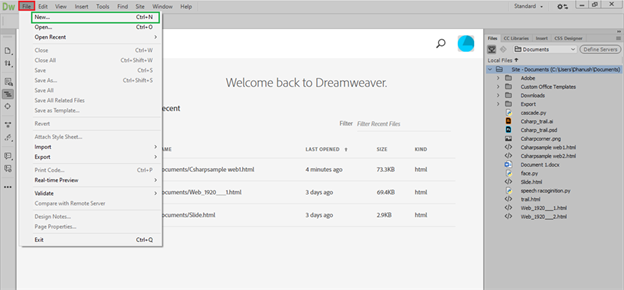 Dw File Edit View Insert Tools Find Site Window Help Standard
New... Ctrl+N
Open... Ctrl+O
Open Recent
Close Ctrl+W
Close All Ctrl+Shift+W
Save Ctrl+S
Save As... Ctrl+Shift+S
Save All
Save All Related Files
Save as Template...
Revert
Attach Style Sheet...
Import
Export
Print Code... Ctrl+P
Real-time Preview
Validate
Compare with Remote Server
Design Notes...
Page Properties...
Exit Ctrl+Q
Welcome back to Dreamweaver.
ecent
Filter Filter Recent Files
NAME LAST OPENED SIZE KIND
Documents/Csharpsample web1.html 4 minutes ago 73.3KB html
Documents/Web_1920___1.html 3 days ago 69.4KB html
Documents/Slide.html 3 days ago 2.9KB html
Files CC Libraries Insert CSS Designer
Documents Define Servers
Local Files
Site - Documents (C:\Users\Dhanush\Documents)
Adobe
Custom Office Templates
Downloads
Export
cascade.py
Csharp_trail.ai
Csharp_trail.psd
Csharpcorner.png
Csharpsample web1.html
Csharpsample web2.html
Document 1.docx
face.py
Slide.html
speech racoginition.py
trail.html
Web_1920___1.html
Web_1920___2.html